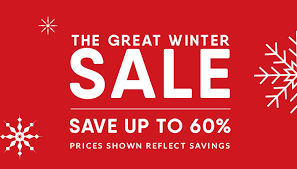 THE GREAT WINTER
SALE
SAVE UP TO 60%
PRICES SHOWN REFLECT SAVINGS